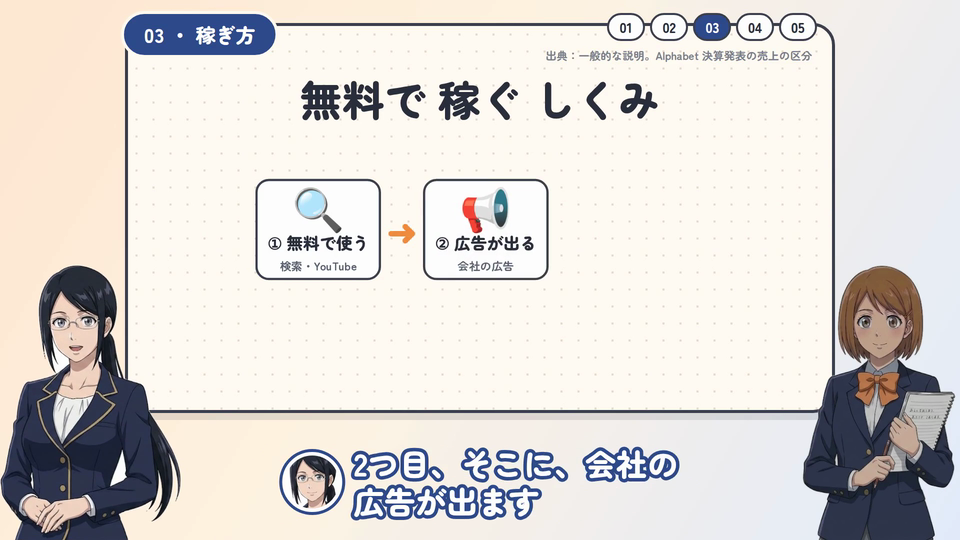 03 ・ 稼ぎ方
01 02 03 04 05
出典：一般的な説明。Alphabet 決算発表の売上の区分
無料で 稼ぐ しくみ
① 無料で使う
検索・YouTube
② 広告が出る
会社の広告
2つ目、そこに、会社の
広告が出ます